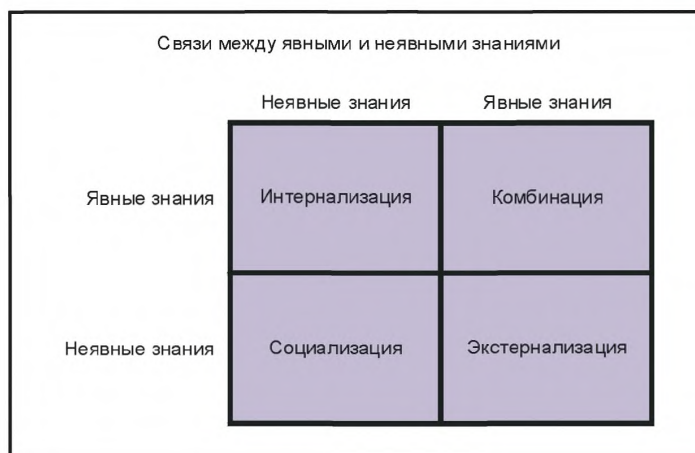 Связи между явными и неявными знаниями
Неявные знания Явные знания
Явные знания Интернализация Комбинация
Неявные знания Социализация Экстернализация